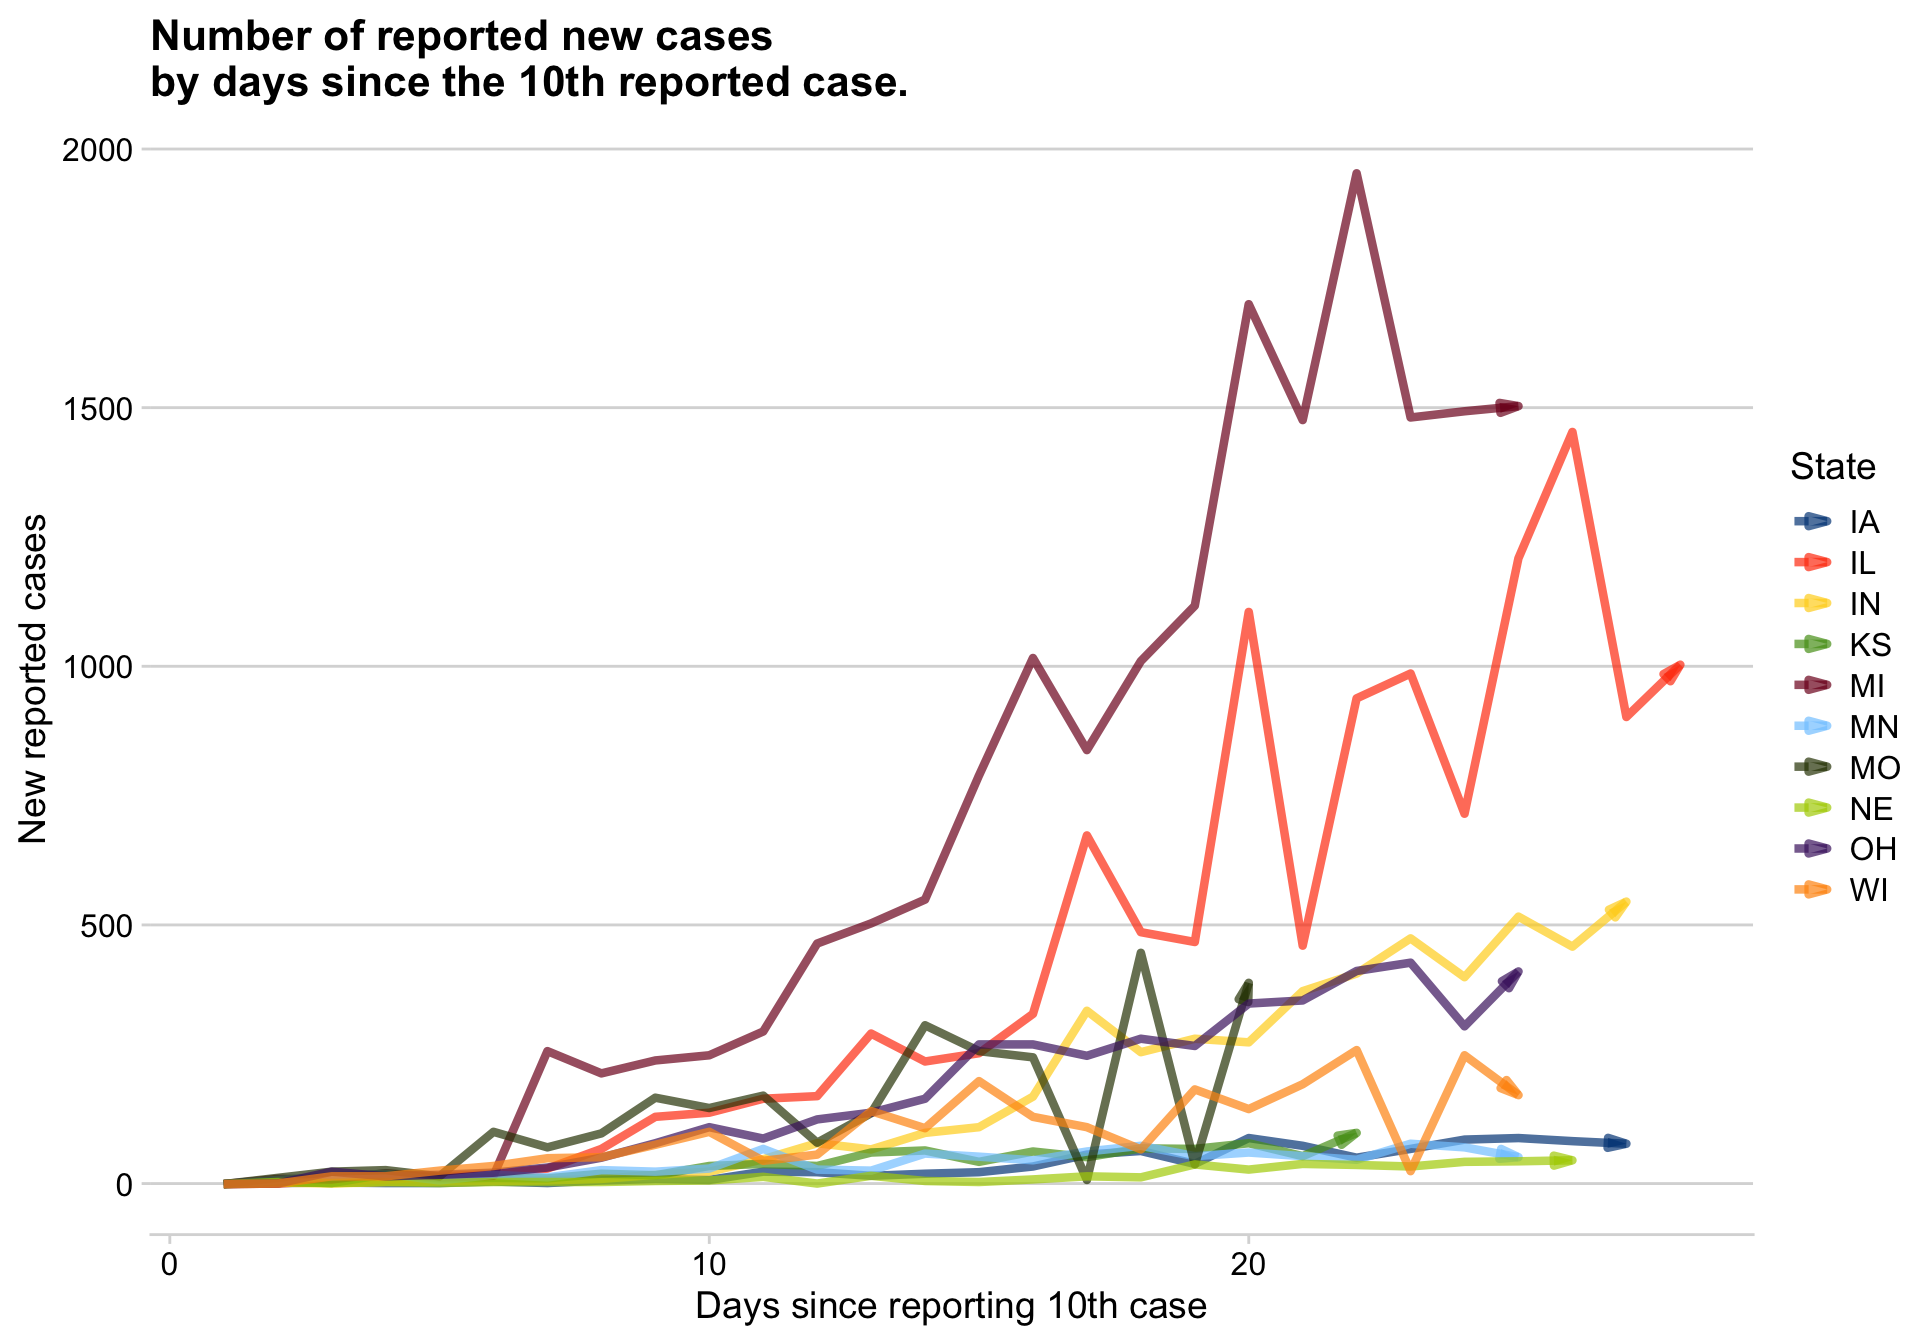 Number of reported new cases
by days since the 10th reported case.
2000
1500
1000
500
0
New reported cases
0
10
20
Days since reporting 10th case
State
IA
IL
IN
KS
MI
MN
MO
NE
OH
WI